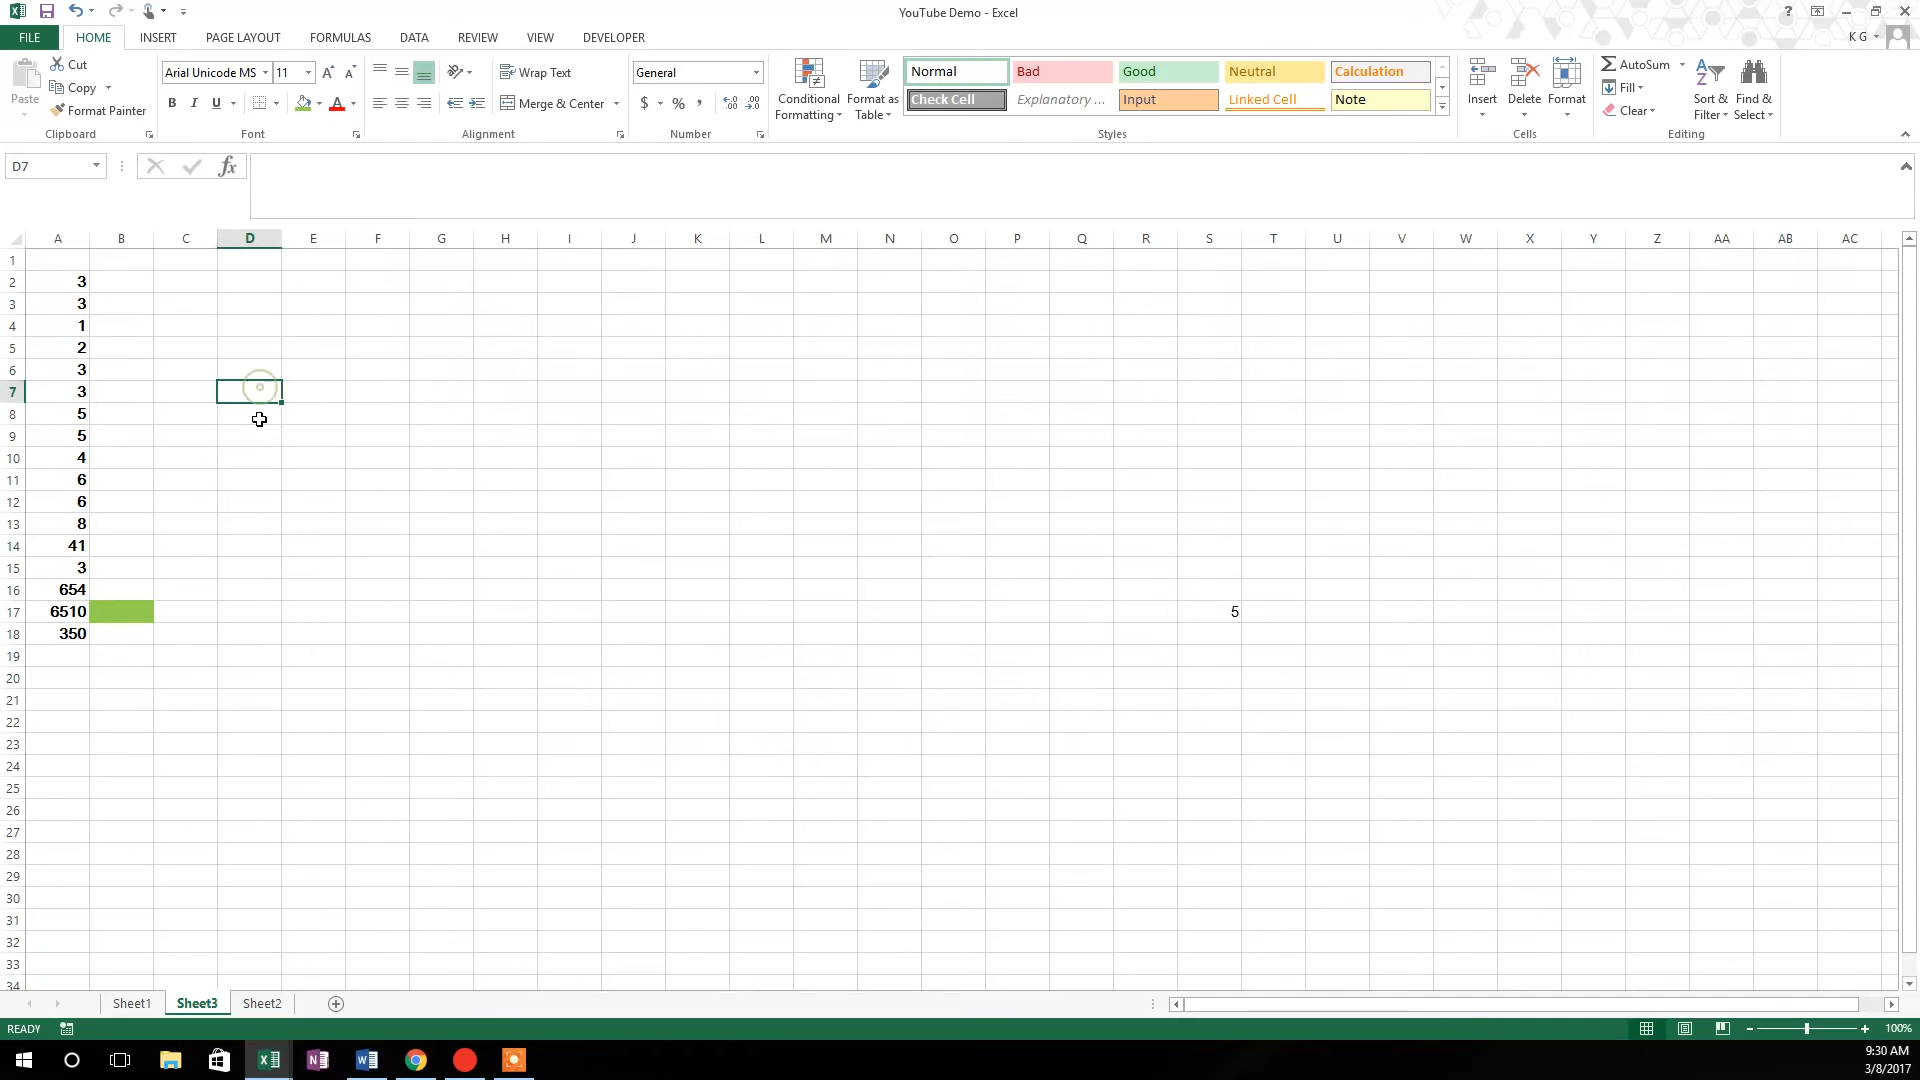 YouTube Demo - Excel
?
FILE HOME INSERT PAGE LAYOUT FORMULAS DATA REVIEW VIEW DEVELOPER K G
Paste
Cut
Copy
Format Painter
Clipboard
Arial Unicode MS 11
A A
B I U A
Font
Wrap Text
Merge & Center
Alignment
General
$ % ,
Number
Conditional Formatting
Format as Table
Normal Bad Good Neutral Calculation
Check Cell Explanatory ... Input Linked Cell Note
Styles
Insert Delete Format
Cells
AutoSum
Fill
Clear
Sort & Filter
Find & Select
Editing
D7 fx
A B C D E F G H I J K L M N O P Q R S T U V W X Y Z AA AB AC
1
2 3
3 3
4 1
5 2
6 3
7 3
8 5
9 5
10 4
11 6
12 6
13 8
14 41
15 3
16 654
17 6510 5
18 350
19
20
21
22
23
24
25
26
27
28
29
30
31
32
33
34
Sheet1 Sheet3 Sheet2
READY 100%
9:30 AM
3/8/2017